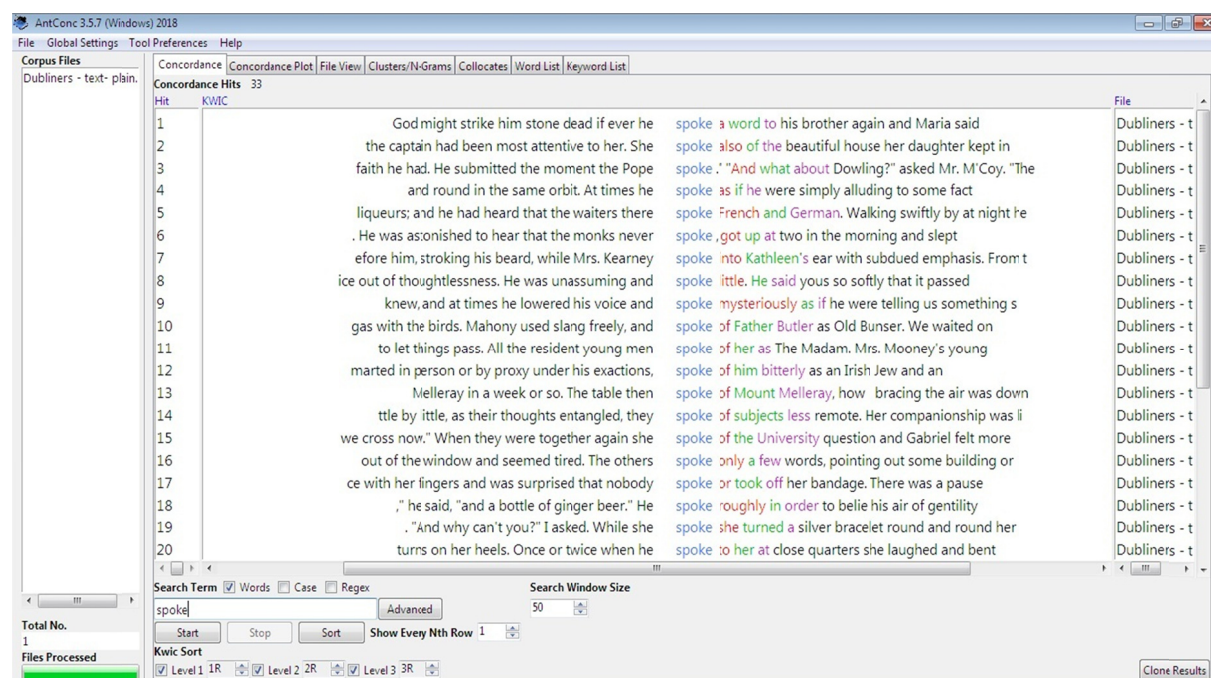 AntConc 3.5.7 (Windows) 2018
File Global Settings Tool Preferences Help
Corpus Files
Dubliners - text- plain.
Concordance Concordance Plot File View Clusters/N-Grams Collocates Word List Keyword List
Concordance Hits 33
Hit KWIC File
1 God might strike him stone dead if ever he spoke a word to his brother again and Maria said Dubliners - t
2 the captain had been most attentive to her. She spoke also of the beautiful house her daughter kept in Dubliners - t
3 faith he had. He submitted the moment the Pope spoke .' "And what about Dowling?" asked Mr. M'Coy. "The Dubliners - t
4 and round in the same orbit. At times he spoke as if he were simply alluding to some fact Dubliners - t
5 liqueurs; and he had heard that the waiters there spoke French and German. Walking swiftly by at night he Dubliners - t
6 . He was astonished to hear that the monks never spoke , got up at two in the morning and slept Dubliners - t
7 efore him, stroking his beard, while Mrs. Kearney spoke into Kathleen's ear with subdued emphasis. From t Dubliners - t
8 ice out of thoughtlessness. He was unassuming and spoke little. He said yous so softly that it passed Dubliners - t
9 knew, and at times he lowered his voice and spoke mysteriously as if he were telling us something s Dubliners - t
10 gas with the birds. Mahony used slang freely, and spoke of Father Butler as Old Bunser. We waited on Dubliners - t
11 to let things pass. All the resident young men spoke of her as The Madam. Mrs. Mooney's young Dubliners - t
12 marted in person or by proxy under his exactions, spoke of him bitterly as an Irish Jew and an Dubliners - t
13 Melleray in a week or so. The table then spoke of Mount Melleray, how bracing the air was down Dubliners - t
14 ttle by little, as their thoughts entangled, they spoke of subjects less remote. Her companionship was li Dubliners - t
15 we cross now." When they were together again she spoke of the University question and Gabriel felt more Dubliners - t
16 out of the window and seemed tired. The others spoke only a few words, pointing out some building or Dubliners - t
17 ce with her fingers and was surprised that nobody spoke or took off her bandage. There was a pause Dubliners - t
18 ," he said, "and a bottle of ginger beer." He spoke roughly in order to belie his air of gentility Dubliners - t
19 . "And why can't you?" I asked. While she spoke she turned a silver bracelet round and round her Dubliners - t
20 turns on her heels. Once or twice when he spoke to her at close quarters she laughed and bent Dubliners - t
Search Term Words Case Regex Search Window Size
spoke Advanced 50
Total No.
1
Start Stop Sort Show Every Nth Row 1
Files Processed
Kwic Sort
Level 1 1R Level 2 2R Level 3 3R Clone Results